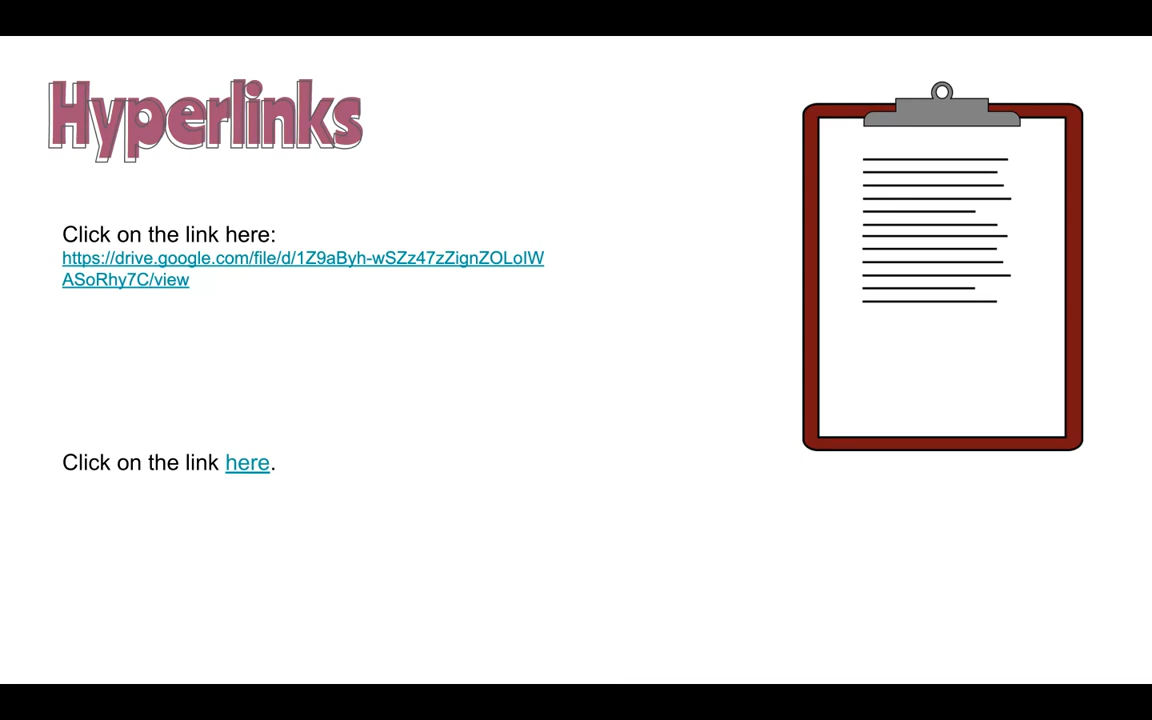 Hyperlinks
Click on the link here:
https://drive.google.com/file/d/1Z9aByh-wSZz47zZignZOLoIW
ASoRhy7C/view
Click on the link here.